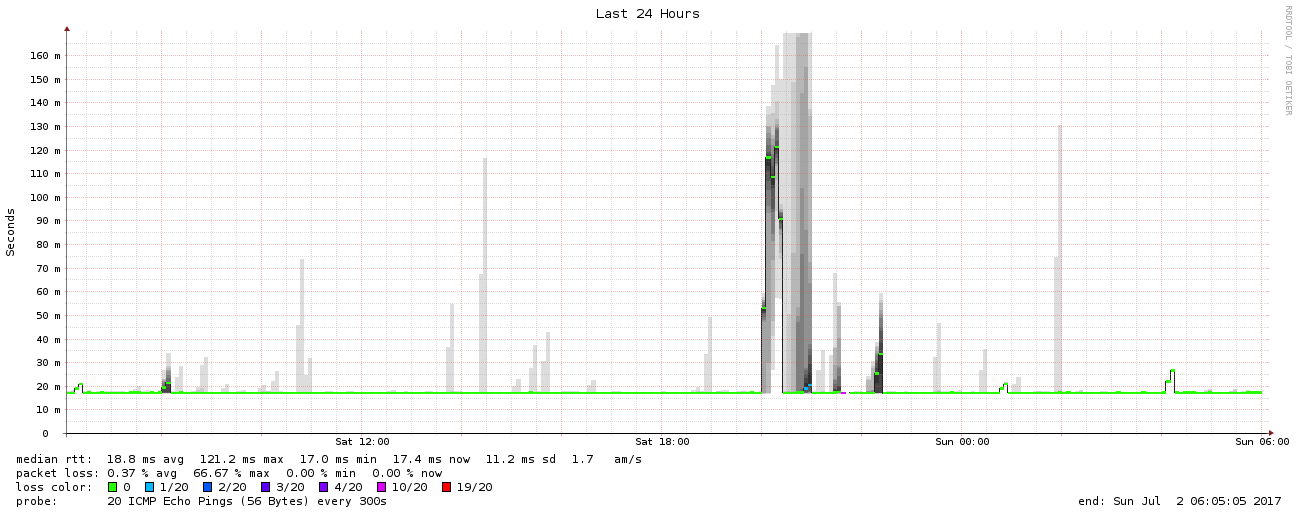 Last 24 Hours
RRDTOOL / TOBI OETIKER
Seconds
160 m
150 m
140 m
130 m
120 m
110 m
100 m
90 m
80 m
70 m
60 m
50 m
40 m
30 m
20 m
10 m
0
Sat 12:00 Sat 18:00 Sun 00:00 Sun 06:00
median rtt: 18.8 ms avg 121.2 ms max 17.0 ms min 17.4 ms now 11.2 ms sd 1.7 am/s
packet loss: 0.37 % avg 66.67 % max 0.00 % min 0.00 % now
loss color: 0 1/20 2/20 3/20 4/20 10/20 19/20
probe: 20 ICMP Echo Pings (56 Bytes) every 300s end: Sun Jul 2 06:05:05 2017